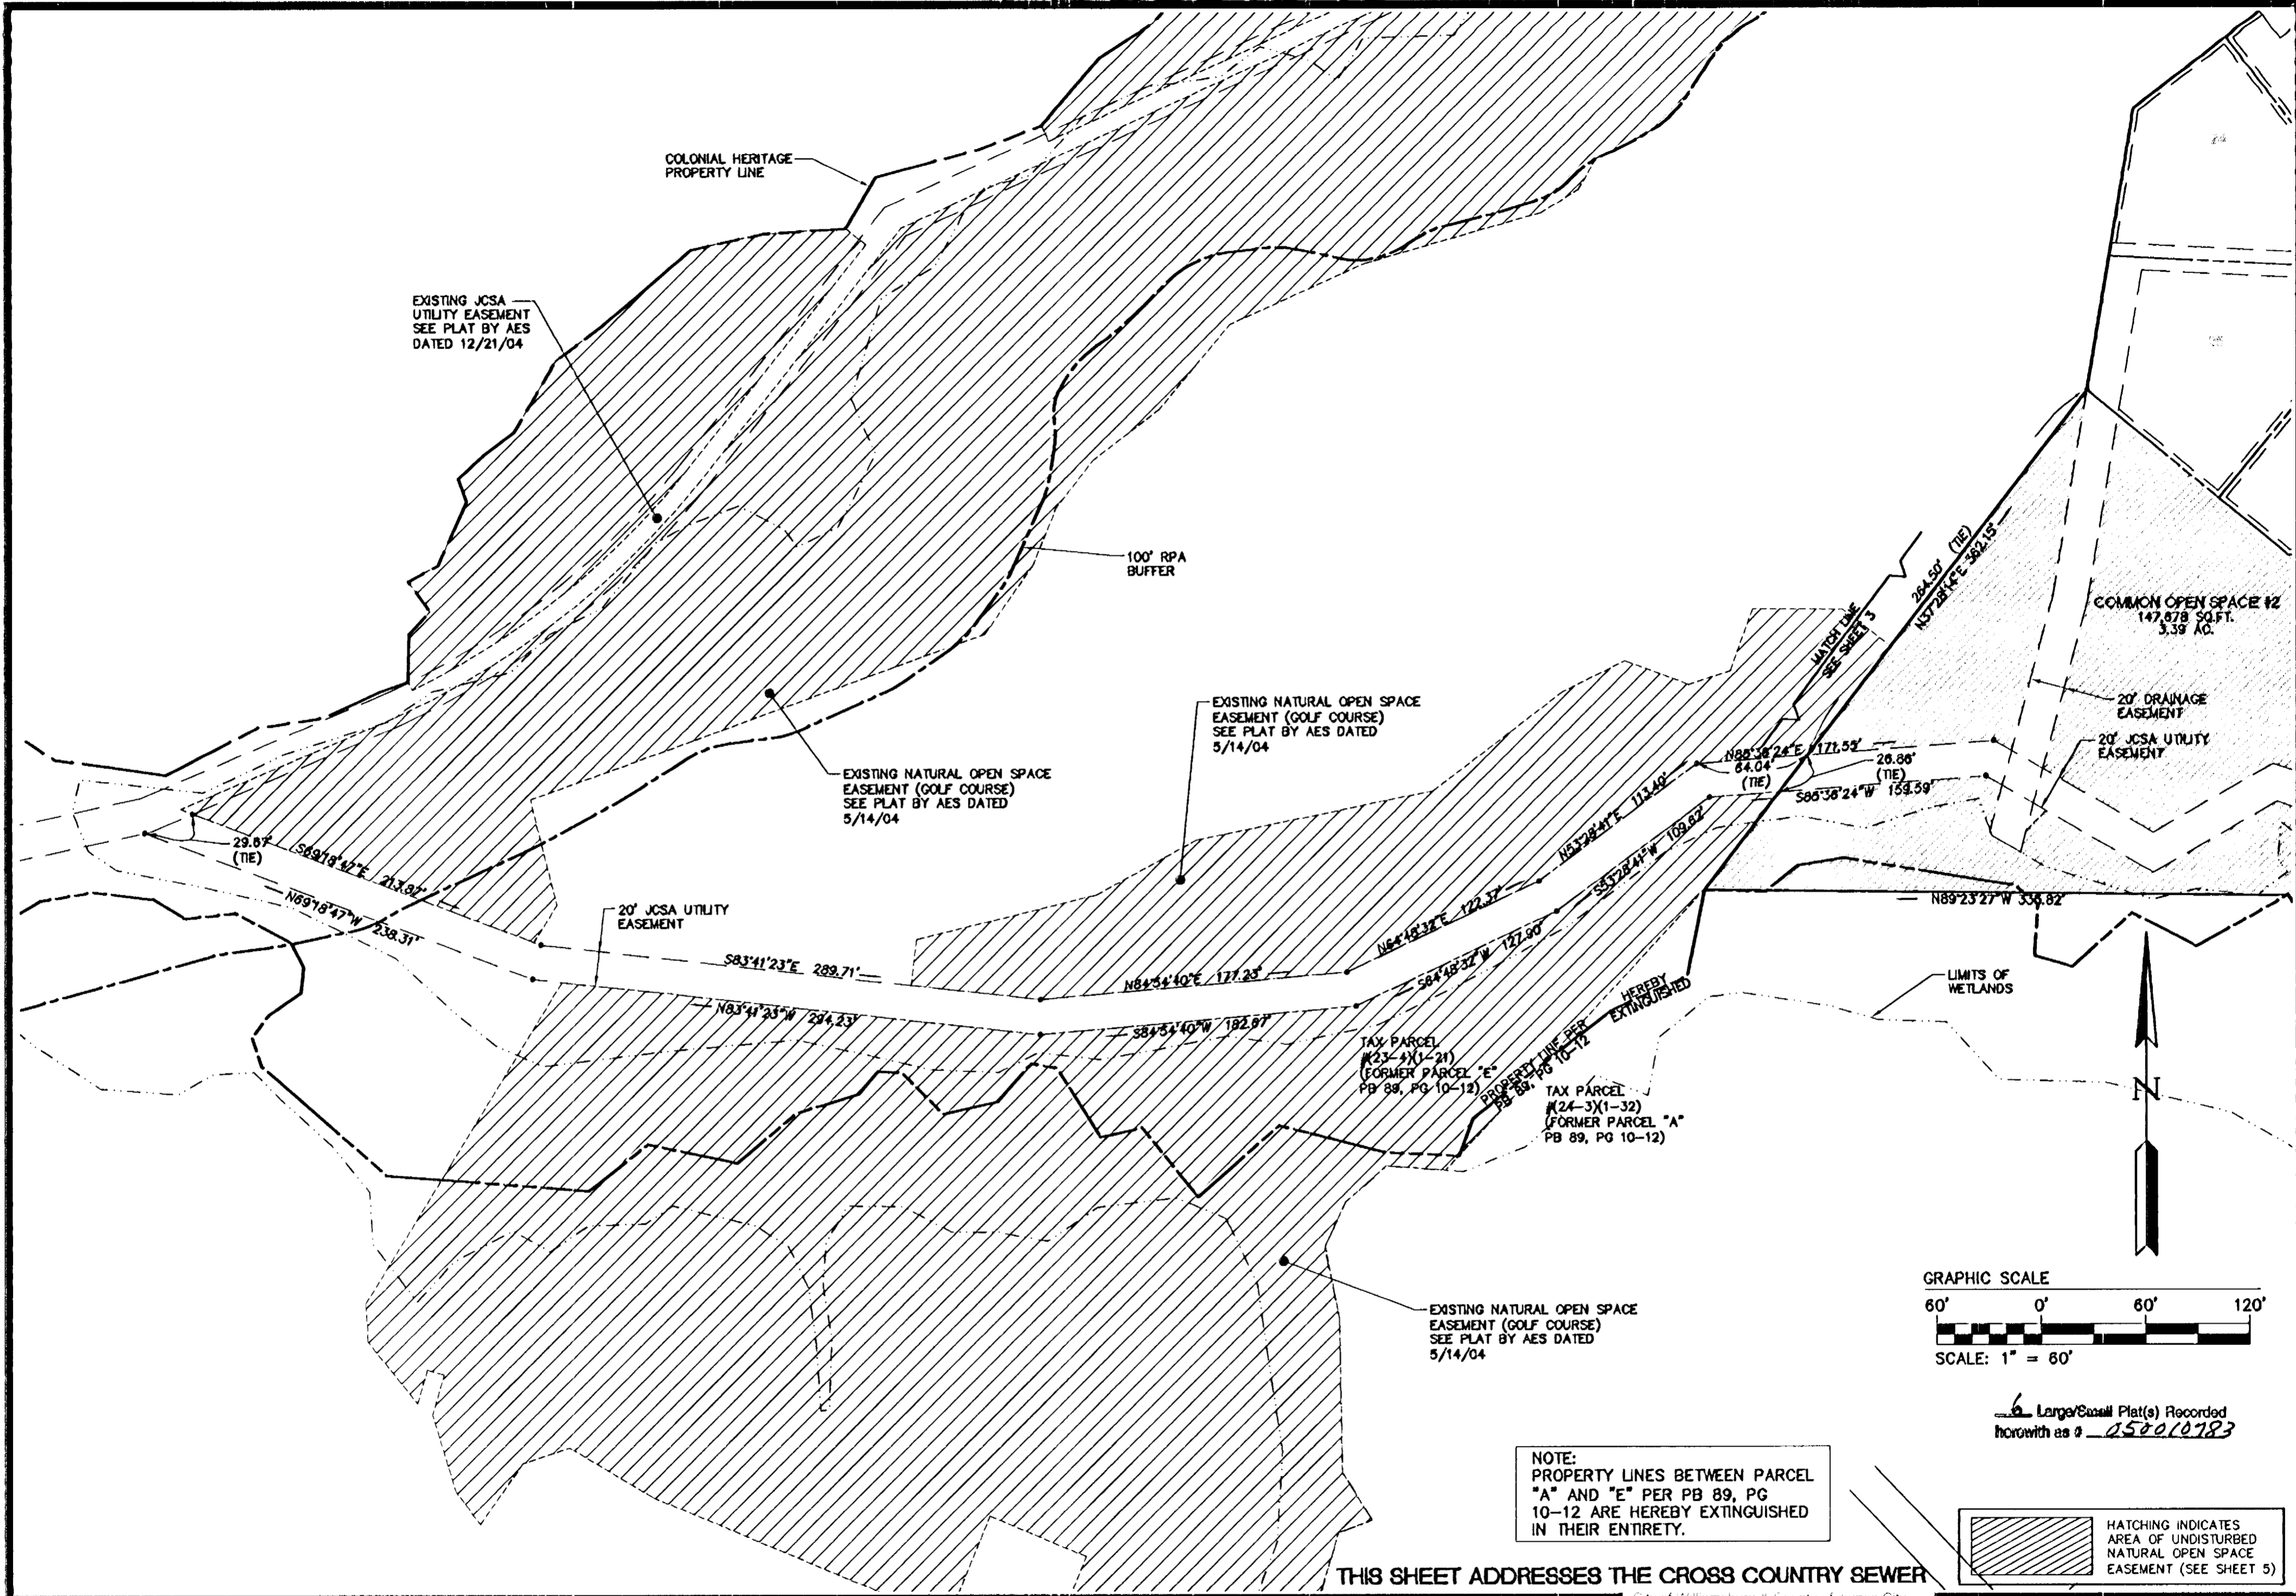 COLONIAL HERITAGE
PROPERTY LINE
EXISTING JCSA
UTILITY EASEMENT
SEE PLAT BY AES
DATED 12/21/04
100' RPA
BUFFER
264.50' (TIE)
N37°28'14"E 362.15'
MATCH LINE
SEE SHEET 3
COMMON OPEN SPACE #2
147,678 SQ.FT.
3.39 AC.
20' DRAINAGE
EASEMENT
20' JCSA UTILITY
EASEMENT
EXISTING NATURAL OPEN SPACE
EASEMENT (GOLF COURSE)
SEE PLAT BY AES DATED
5/14/04
EXISTING NATURAL OPEN SPACE
EASEMENT (GOLF COURSE)
SEE PLAT BY AES DATED
5/14/04
171.55'
64.04'
(TIE)
26.86'
(TIE)
159.59'
N53°28'41"E 113.40'
S53°28'41"W 109.62'
29.67'
(TIE)
S69°18'47"E 213.87'
N69°18'47"W 238.31'
20' JCSA UTILITY
EASEMENT
S83°41'23"E 289.71'
N83°41'23"W 294.23'
N84°54'40"E 177.23'
S84°54'40"W 182.67'
N64°48'32"E 122.37'
S64°48'32"W 127.90'
N89°23'27"W 336.82'
LIMITS OF
WETLANDS
HEREBY
EXTINGUISHED
PROPERTY LINE PER
PB 89, PG 10-12
TAX PARCEL
#(23-4)(1-21)
(FORMER PARCEL "E"
PB 89, PG 10-12)
TAX PARCEL
#(24-3)(1-32)
(FORMER PARCEL "A"
PB 89, PG 10-12)
N
EXISTING NATURAL OPEN SPACE
EASEMENT (GOLF COURSE)
SEE PLAT BY AES DATED
5/14/04
GRAPHIC SCALE
60' 0' 60' 120'
SCALE: 1" = 60'
6 Large/Small Plat(s) Recorded
herewith as # 050010783
NOTE:
PROPERTY LINES BETWEEN PARCEL
"A" AND "E" PER PB 89, PG
10-12 ARE HEREBY EXTINGUISHED
IN THEIR ENTIRETY.
HATCHING INDICATES
AREA OF UNDISTURBED
NATURAL OPEN SPACE
EASEMENT (SEE SHEET 5)
THIS SHEET ADDRESSES THE CROSS COUNTRY SEWER